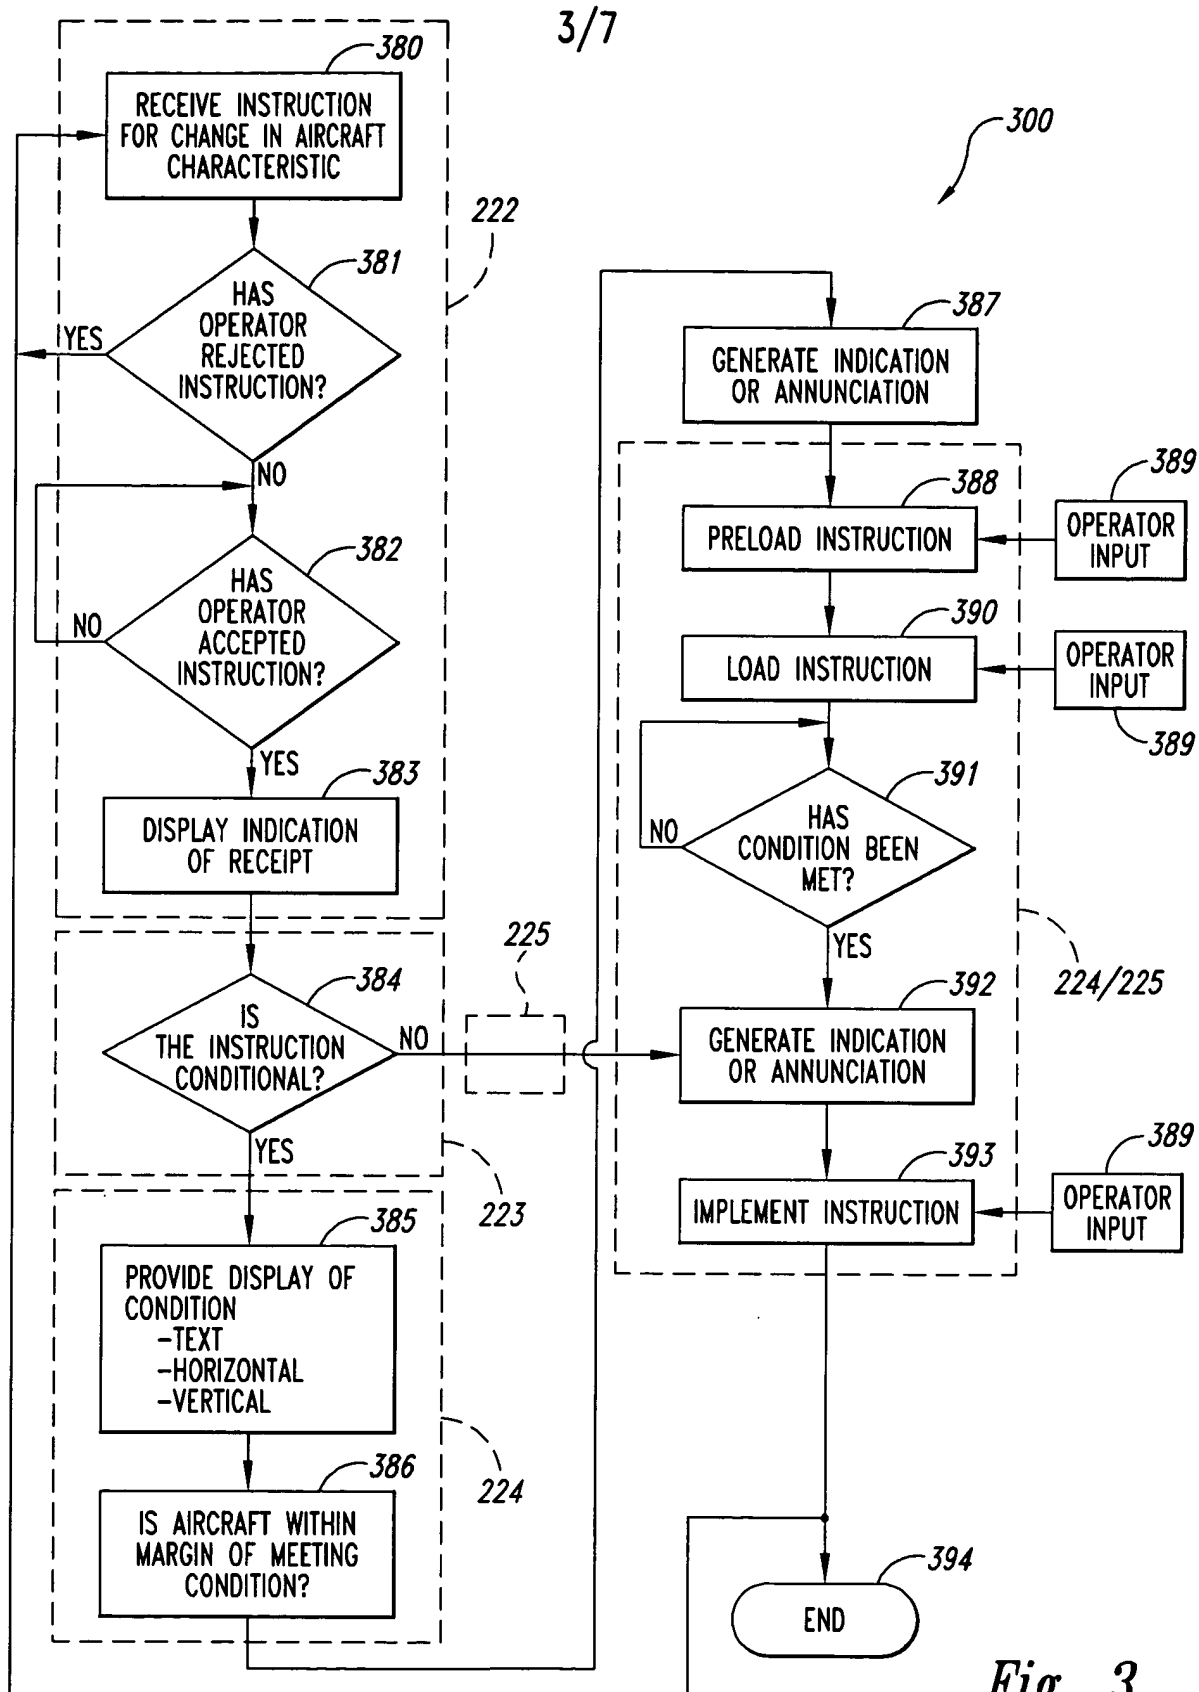 3/7
380
RECEIVE INSTRUCTION
FOR CHANGE IN AIRCRAFT
CHARACTERISTIC
300
222
381
HAS
OPERATOR
REJECTED
INSTRUCTION?
YES
NO
382
HAS
OPERATOR
ACCEPTED
INSTRUCTION?
NO
YES
383
DISPLAY INDICATION
OF RECEIPT
384
IS
THE INSTRUCTION
CONDITIONAL?
NO
YES
225
223
385
PROVIDE DISPLAY OF
CONDITION
-TEXT
-HORIZONTAL
-VERTICAL
386
IS AIRCRAFT WITHIN
MARGIN OF MEETING
CONDITION?
224
387
GENERATE INDICATION
OR ANNUNCIATION
388
PRELOAD INSTRUCTION
389
OPERATOR
INPUT
390
LOAD INSTRUCTION
OPERATOR
INPUT
389
391
HAS
CONDITION BEEN
MET?
NO
YES
224/225
392
GENERATE INDICATION
OR ANNUNCIATION
393
IMPLEMENT INSTRUCTION
389
OPERATOR
INPUT
394
END
Fig. 3